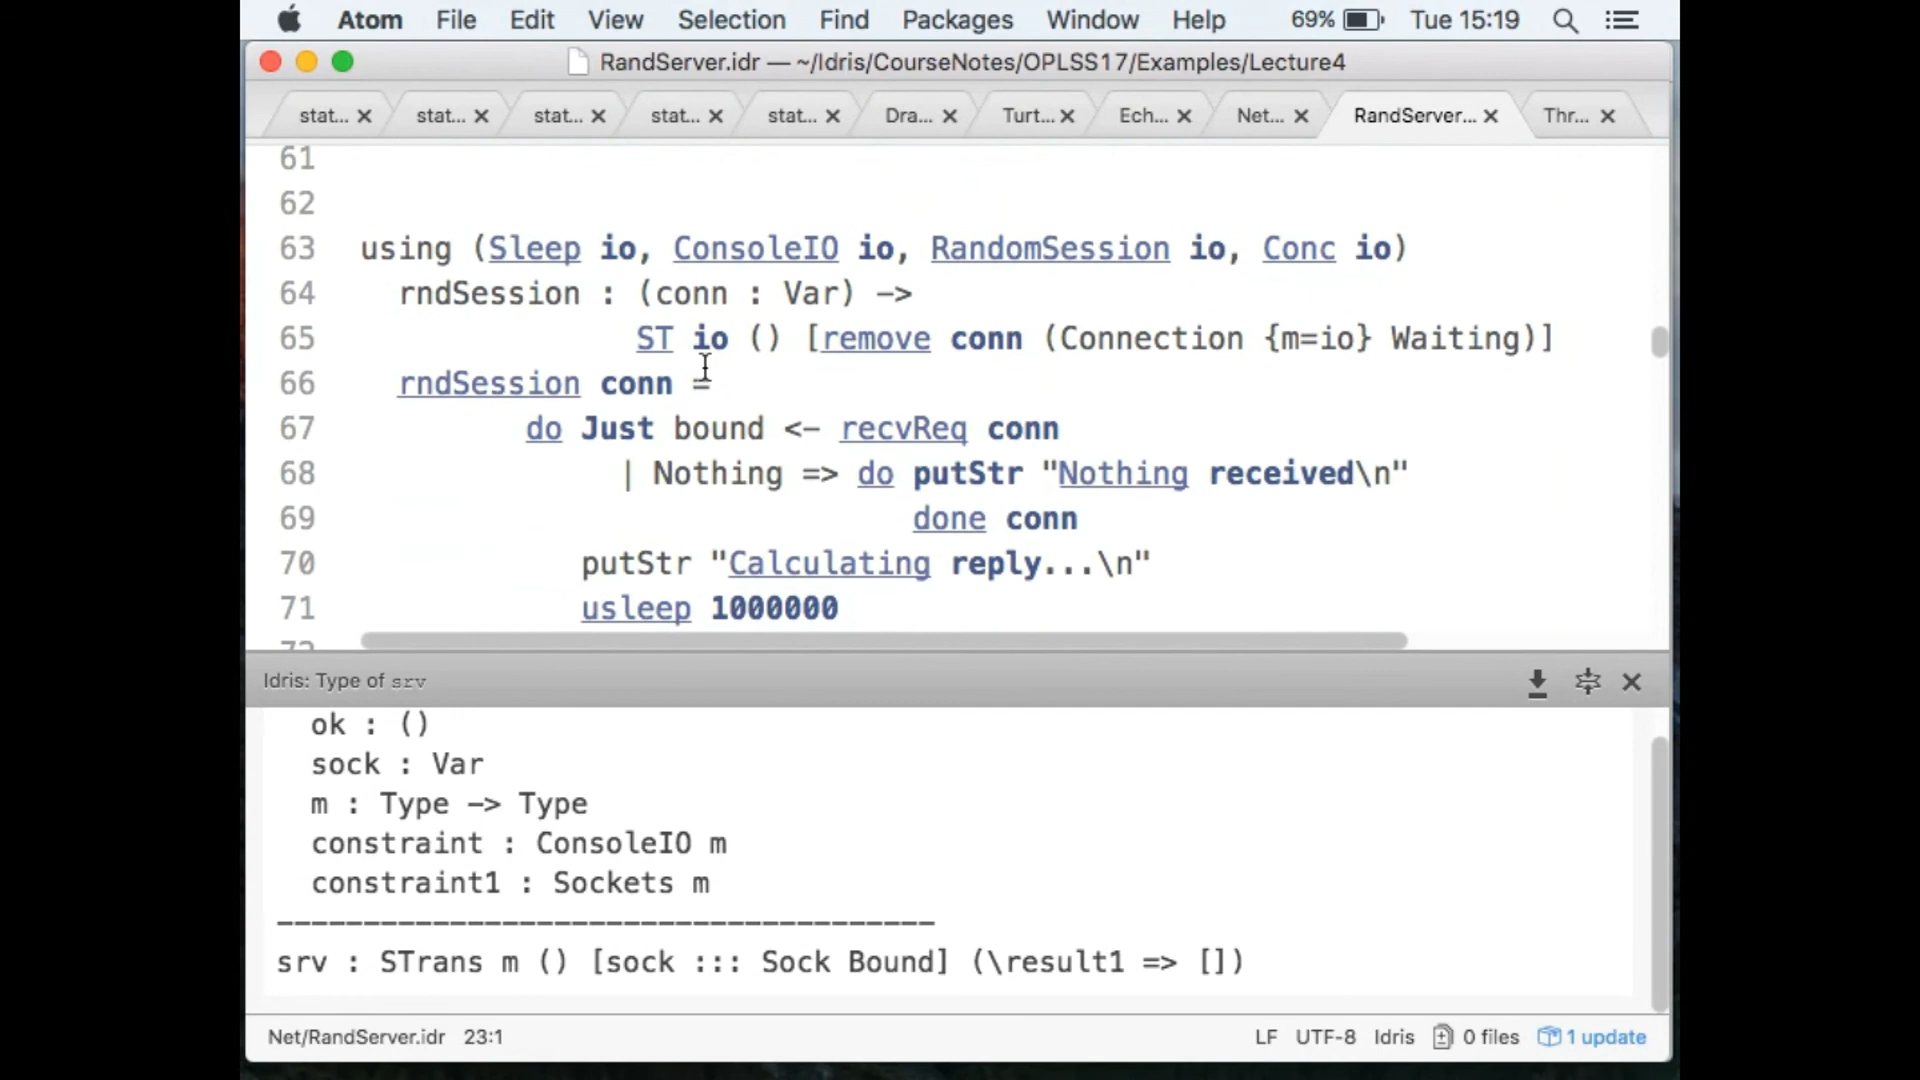 Atom File Edit View Selection Find Packages Window Help 69% Tue 15:19
RandServer.idr — ~/Idris/CourseNotes/OPLSS17/Examples/Lecture4
stat... stat... stat... stat... stat... Dra... Turt... Ech... Net... RandServer... Thr...
61
62
63 using (Sleep io, ConsoleIO io, RandomSession io, Conc io)
64 rndSession : (conn : Var) ->
65 ST io () [remove conn (Connection {m=io} Waiting)]
66 rndSession conn =
67 do Just bound <- recvReq conn
68 | Nothing => do putStr "Nothing received\n"
69 done conn
70 putStr "Calculating reply...\n"
71 usleep 1000000
Idris: Type of srv
ok : ()
sock : Var
m : Type -> Type
constraint : ConsoleIO m
constraint1 : Sockets m
--------------------------------------
srv : STrans m () [sock ::: Sock Bound] (\result1 => [])
Net/RandServer.idr 23:1 LF UTF-8 Idris 0 files 1 update